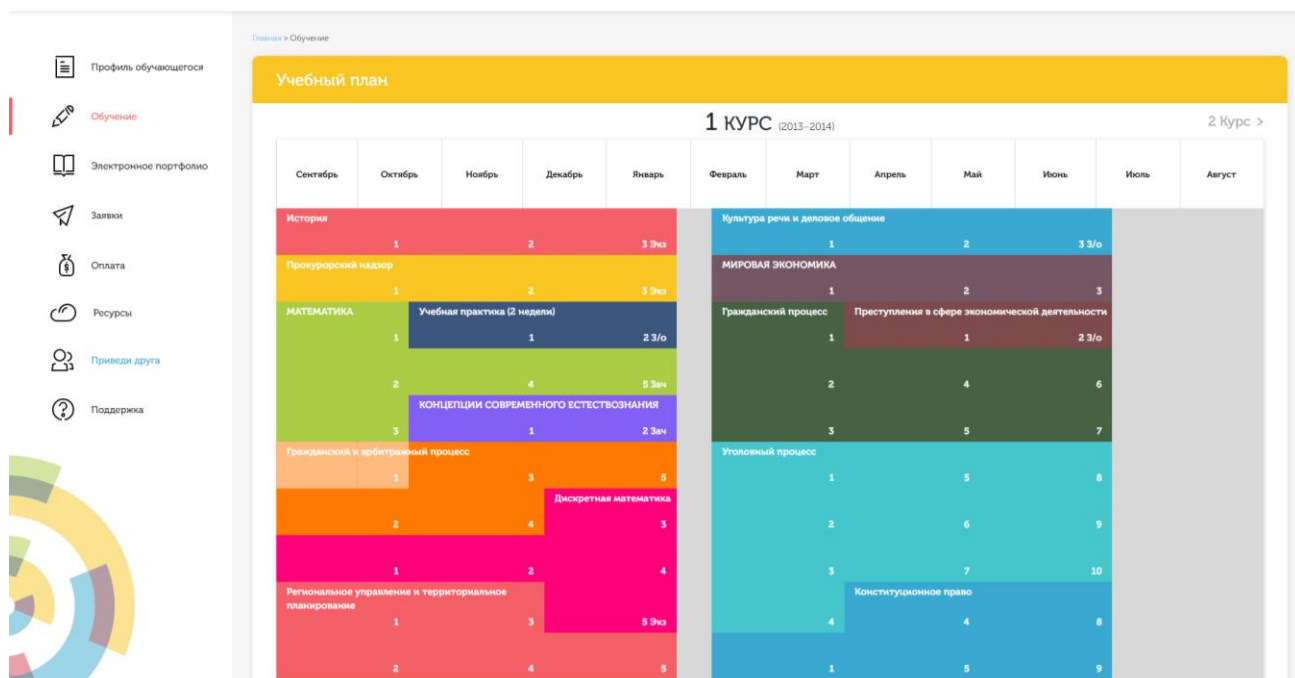 Главная > Обучение
Профиль обучающегося
Обучение
Электронное портфолио
Заявки
Оплата
Ресурсы
Приведи друга
Поддержка
Учебный план
1 КУРС (2013-2014)
2 Курс >
Сентябрь Октябрь Ноябрь Декабрь Январь Февраль Март Апрель Май Июнь Июль Август
История
1 2 3 Экз
Прокурорский надзор
1 2 3 Экз
МАТЕМАТИКА Учебная практика (2 недели)
1 1 2 З/о
2 4 5 Зач
КОНЦЕПЦИИ СОВРЕМЕННОГО ЕСТЕСТВОЗНАНИЯ
3 1 2 Зач
Гражданский и арбитражный процесс
1 3 5
Дискретная математика
2 4 3
1 2 4
Региональное управление и территориальное
планирование
1 3 5 Экз
2 4 5
Культура речи и деловое общение
1 2 3 З/о
МИРОВАЯ ЭКОНОМИКА
1 2 3
Гражданский процесс Преступления в сфере экономической деятельности
1 1 2 З/о
2 4 6
3 5 7
Уголовный процесс
1 5 8
2 6 9
3 7 10
Конституционное право
4 4 8
1 5 9